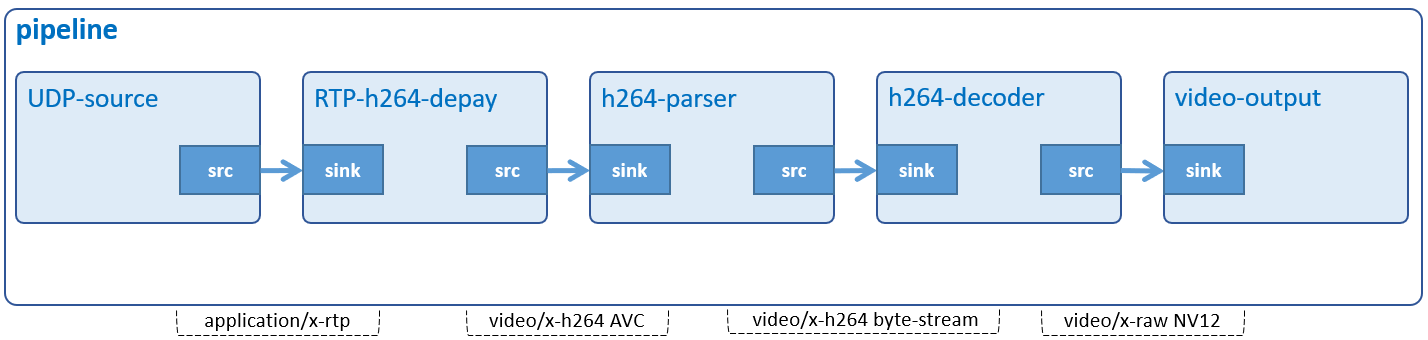 pipeline
UDP-source
RTP-h264-depay
h264-parser
h264-decoder
video-output
src
sink
src
sink
src
sink
src
sink
application/x-rtp
video/x-h264 AVC
video/x-h264 byte-stream
video/x-raw NV12